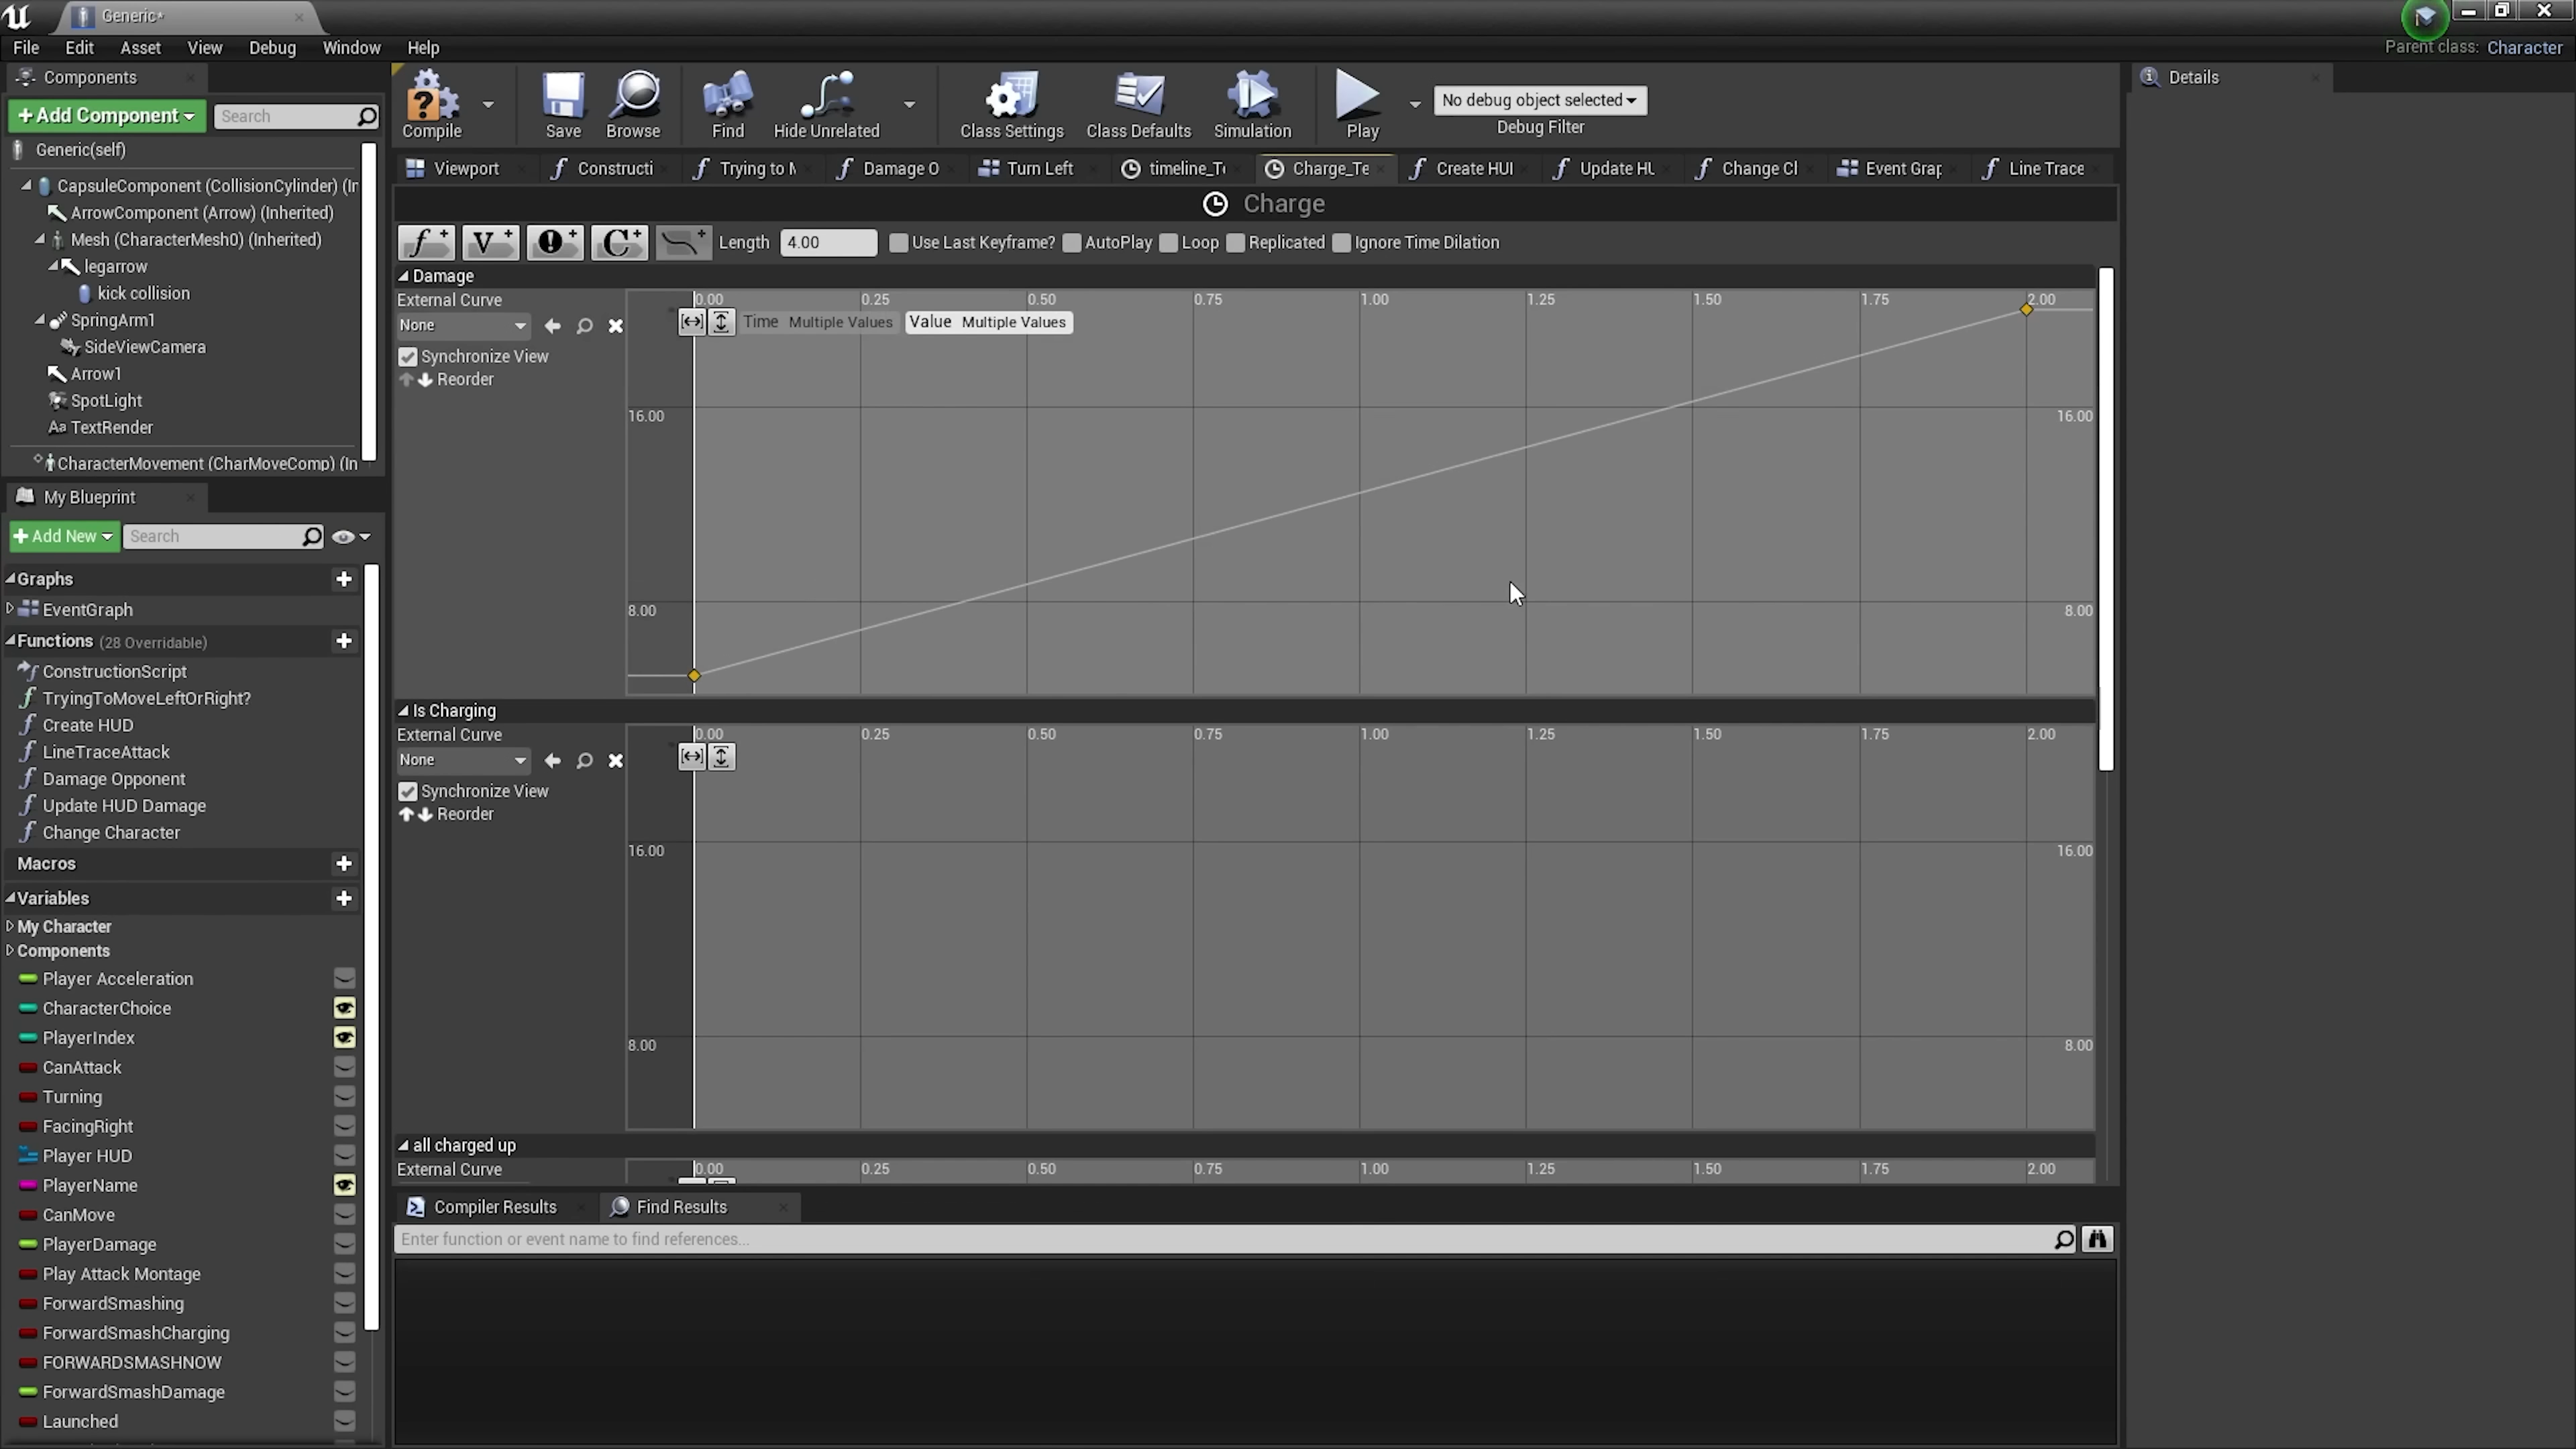 Generic*
File Edit Asset View Debug Window Help
Parent class: Character
Components
+Add Component
Search
Generic(self)
CapsuleComponent (CollisionCylinder) (Ir
ArrowComponent (Arrow) (Inherited)
Mesh (CharacterMesh0) (Inherited)
legarrow
kick collision
SpringArm1
SideViewCamera
Arrow1
SpotLight
Aa TextRender
CharacterMovement (CharMoveComp) (In
My Blueprint
+Add New
Search
Graphs
EventGraph
Functions (28 Overridable)
ConstructionScript
TryingToMoveLeftOrRight?
Create HUD
LineTraceAttack
Damage Opponent
Update HUD Damage
Change Character
Macros
Variables
My Character
Components
Player Acceleration
CharacterChoice
PlayerIndex
CanAttack
Turning
FacingRight
Player HUD
PlayerName
CanMove
PlayerDamage
Play Attack Montage
ForwardSmashing
ForwardSmashCharging
FORWARDSMASHNOW
ForwardSmashDamage
Launched
Compile Save Browse Find Hide Unrelated Class Settings Class Defaults Simulation Play
No debug object selected
Debug Filter
Viewport Constructi Trying to M Damage O Turn Left timeline_Te Charge_Te Create HUI Update HU Change Cl Event Grap Line Trace
Charge
f+ V+ !+ C+ Length 4.00 Use Last Keyframe? AutoPlay Loop Replicated Ignore Time Dilation
Damage
External Curve
None
Synchronize View
Reorder
0.00 0.25 0.50 0.75 1.00 1.25 1.50 1.75 2.00
Time Multiple Values Value Multiple Values
16.00 16.00
8.00 8.00
Is Charging
External Curve
None
Synchronize View
Reorder
0.00 0.25 0.50 0.75 1.00 1.25 1.50 1.75 2.00
16.00 16.00
8.00 8.00
all charged up
External Curve
0.00 0.25 0.50 0.75 1.00 1.25 1.50 1.75 2.00
Compiler Results Find Results
Enter function or event name to find references...
Details